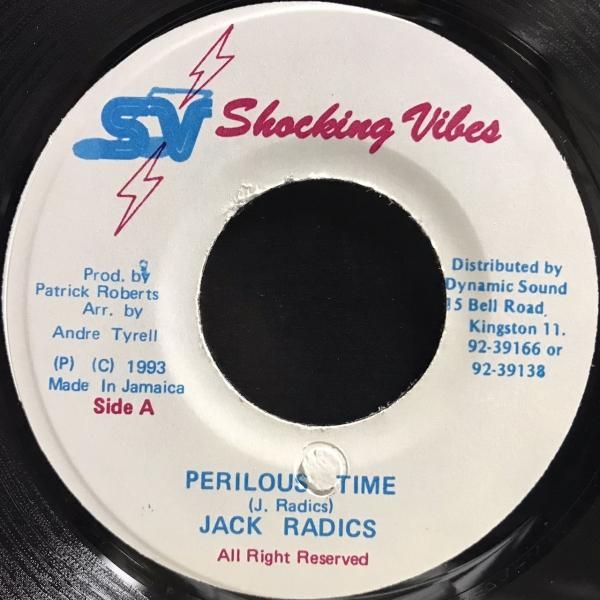 SV Shocking Vibes
Prod. by
Patrick Roberts
Arr. by
Andre Tyrell
(P) (C) 1993
Made In Jamaica
Side A
Distributed by
Dynamic Sound
15 Bell Road
Kingston 11.
92-39166 or
92-39138
PERILOUS TIME
(J. Radics)
JACK RADICS
All Right Reserved